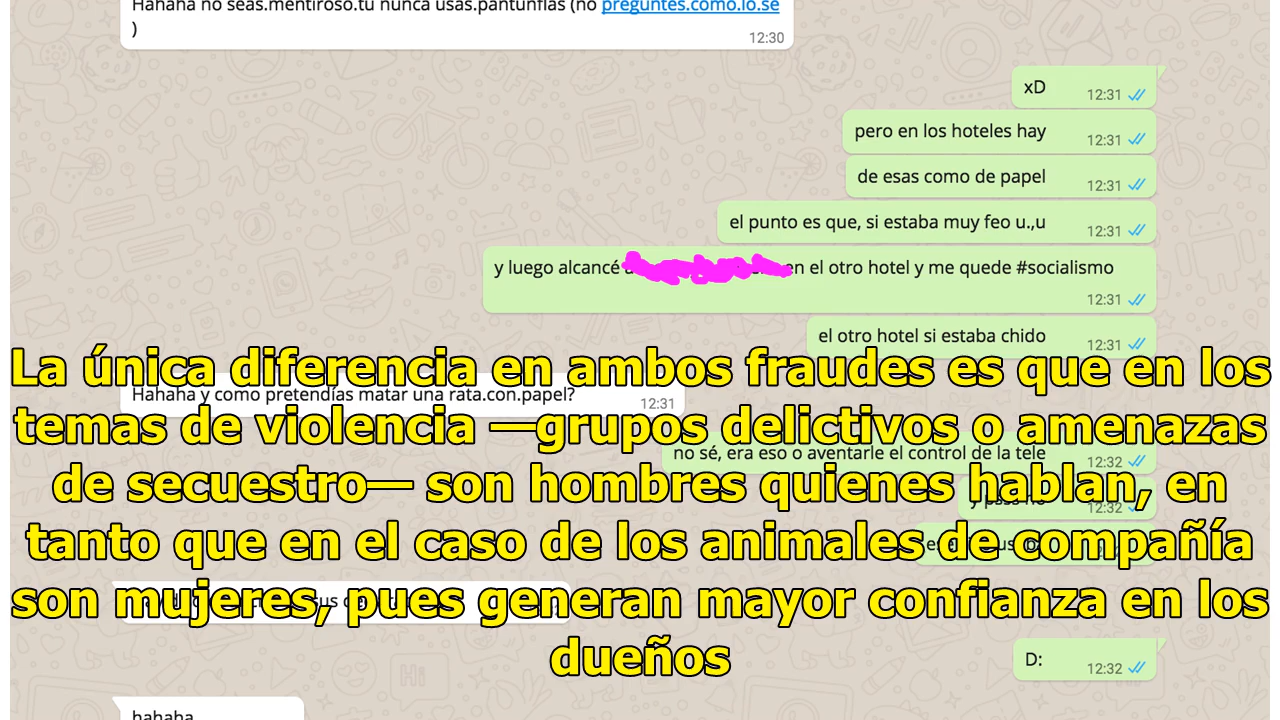 Hahaha no seas.mentiroso.tu nunca usas.pantunflas (no preguntes.como.lo.se
)
12:30
xD
12:31
pero en los hoteles hay
12:31
de esas como de papel
12:31
el punto es que, si estaba muy feo u.,u
12:31
y luego alcancé en el otro hotel y me quede #socialismo
12:31
el otro hotel si estaba chido
12:31
La única diferencia en ambos fraudes es que en los
Hahaha y como pretendías matar una rata.con.papel?
12:31
temas de violencia —grupos delictivos o amenazas
no sé, era eso o aventarle el control de la tele
12:32
de secuestro— son hombres quienes hablan, en
12:32
tanto que en el caso de los animales de compañía
son mujeres, pues generan mayor confianza en los
dueños
D:
12:32
hahaha